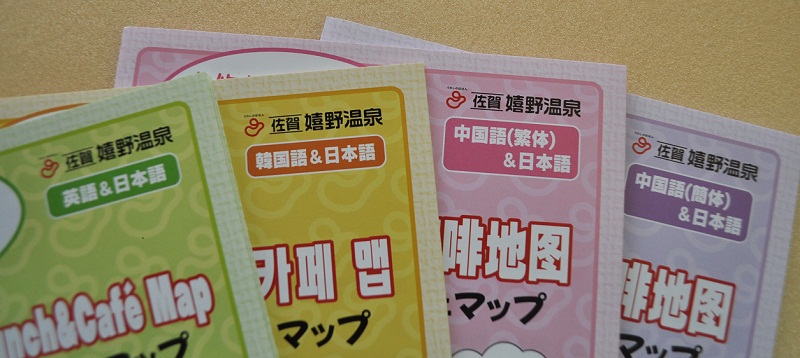 佐賀 嬉野温泉
英語&日本語
nch&Café Map
マップ
佐賀 嬉野温泉
韓国語&日本語
카페 맵
マップ
佐賀 嬉野温泉
中国語(繁体)
&日本語
啡地图
マップ
佐賀 嬉野温泉
中国語(簡体)
&日本語
啡地图
マップ